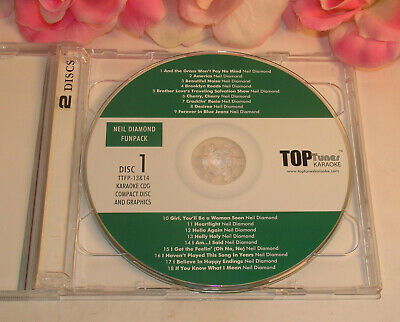 1 And the Grass Won't Pay No Mind Neil Diamond
2 America Neil Diamond
3 Beautiful Noise Neil Diamond
4 Brooklyn Roads Neil Diamond
5 Brother Love's Traveling Salvation Show Neil Diamond
6 Cherry, Cherry Neil Diamond
7 Cracklin' Rosie Neil Diamond
8 Desiree Neil Diamond
9 Forever in Blue Jeans Neil Diamond
2 DISCS
NEIL DIAMOND
FUNPACK
DISC 1
TTFP-13&14
KARAOKE CDG
COMPACT DISC
AND GRAPHICS
TOP Tunes
KARAOKE
TM
www.toptuneskaraoke.com
10 Girl, You'll Be a Woman Soon Neil Diamond
11 Heartlight Neil Diamond
12 Hello Again Neil Diamond
13 Holly Holy Neil Diamond
14 I Am...I Said Neil Diamond
15 I Got the Feelin' (Oh No, No) Neil Diamond
16 I Haven't Played This Song in Years Neil Diamond
17 I Believe in Happy Endings Neil Diamond
18 If You Know What I Mean Neil Diamond